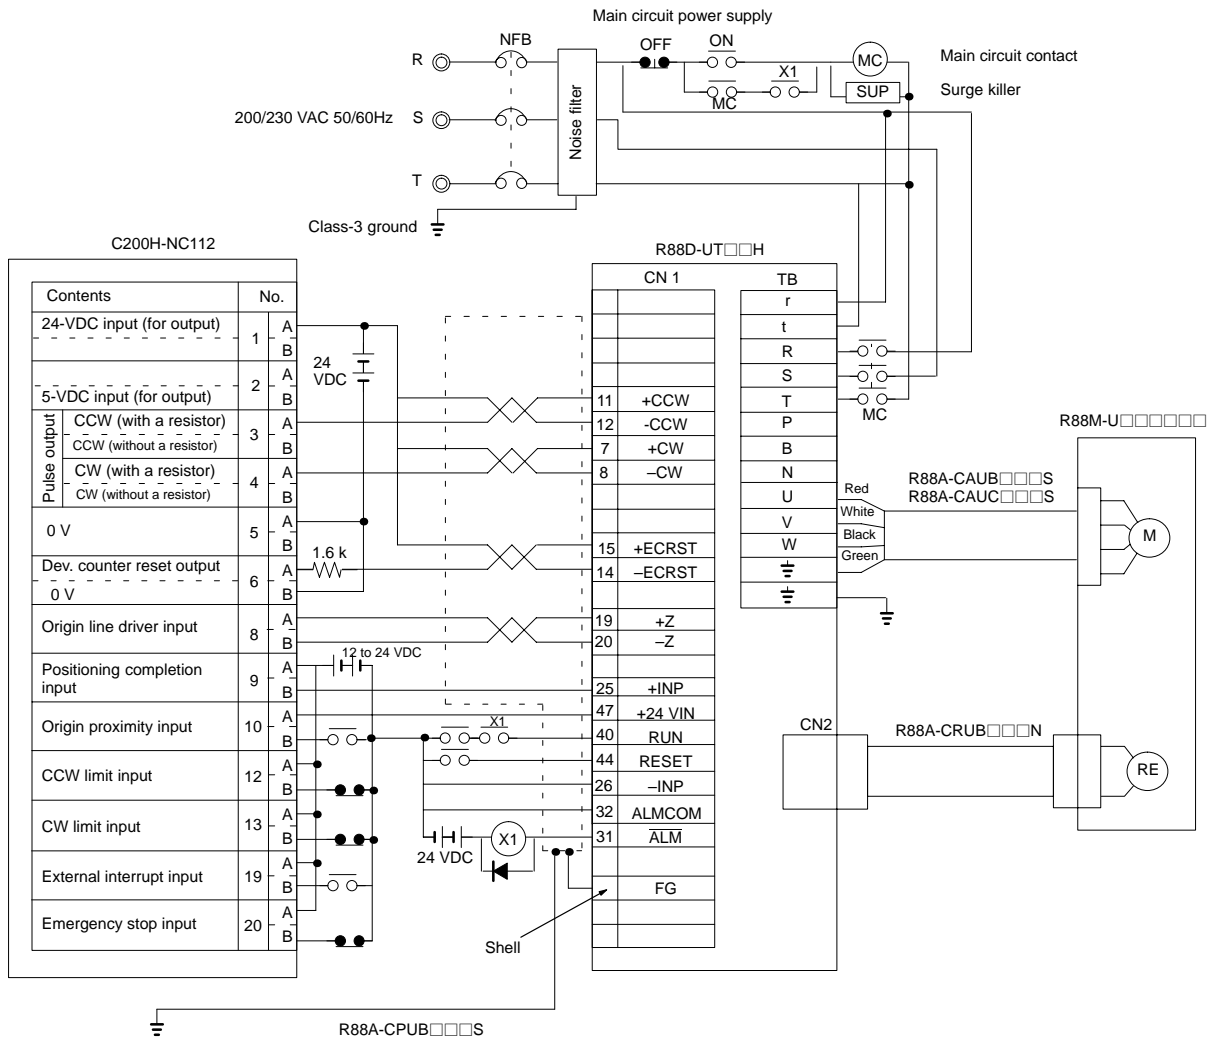 Main circuit power supply
NFB
OFF
ON
MC
Main circuit contact
R
X1
SUP
Surge killer
MC
Noise filter
200/230 VAC 50/60Hz
S
T
Class-3 ground
C200H-NC112
R88D-UT□□H
Contents
No.
CN 1
TB
24-VDC input (for output)
1
A
B
5-VDC input (for output)
2
A
B
24
VDC
Pulse output
CCW (with a resistor)
CCW (without a resistor)
3
A
B
CW (with a resistor)
CW (without a resistor)
4
A
B
0 V
5
A
B
Dev. counter reset output
0 V
6
A
B
1.6 k
Origin line driver input
8
A
B
Positioning completion
input
9
A
B
12 to 24 VDC
Origin proximity input
10
A
B
CCW limit input
12
A
B
CW limit input
13
A
B
External interrupt input
19
A
B
Emergency stop input
20
A
B
11 +CCW
12 -CCW
7 +CW
8 –CW
15 +ECRST
14 –ECRST
19 +Z
20 –Z
25 +INP
47 +24 VIN
X1
40 RUN
44 RESET
26 –INP
32 ALMCOM
31 ALM
24 VDC
X1
FG
Shell
r
t
R
S
T
P
B
N
U
V
W
MC
Red
White
Black
Green
R88A-CAUB□□□S
R88A-CAUC□□□S
R88M-U□□□□□□
M
CN2
R88A-CRUB□□□N
RE
R88A-CPUB□□□S